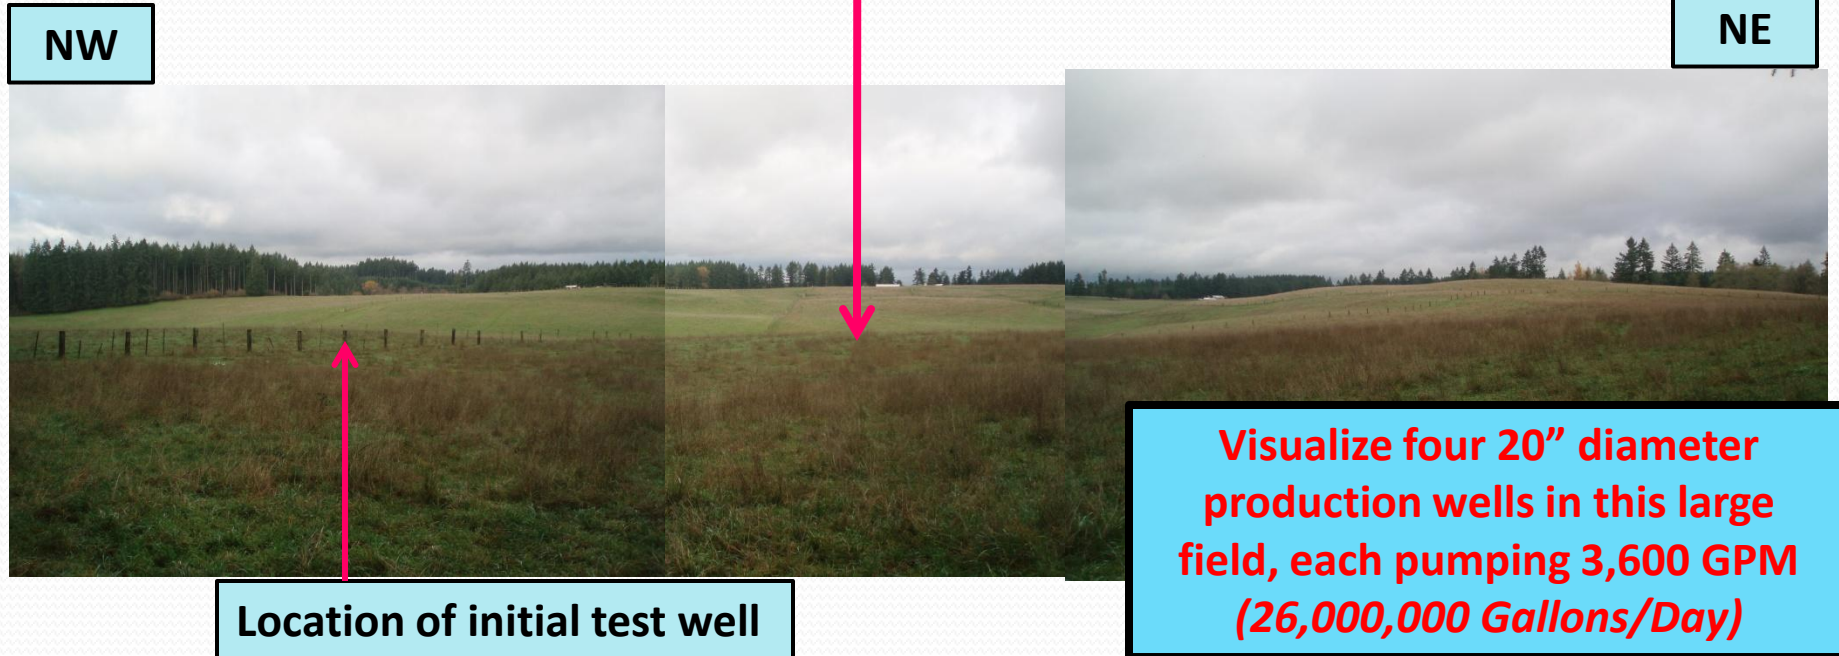 NW
NE
Visualize four 20” diameter
production wells in this large
field, each pumping 3,600 GPM
(26,000,000 Gallons/Day)
Location of initial test well